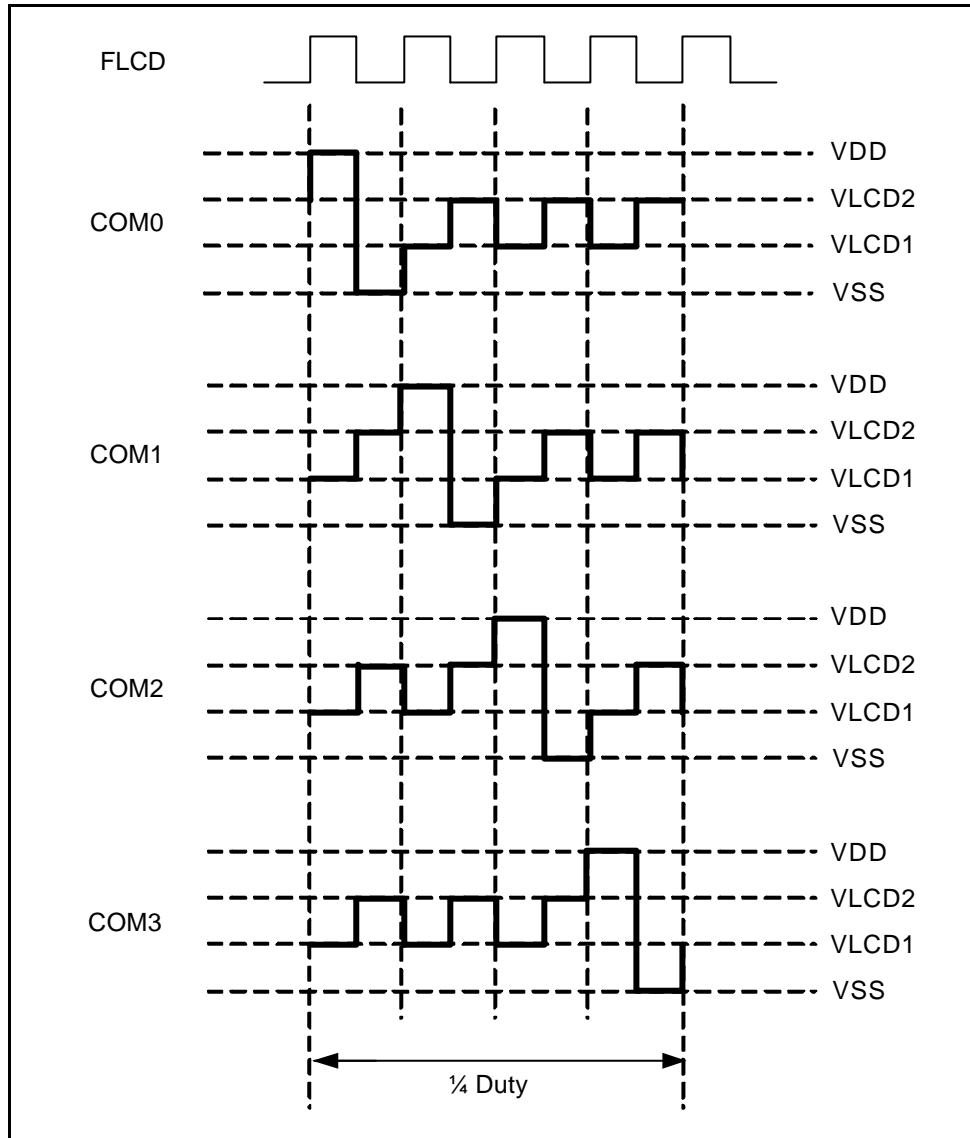 FLCD
VDD
VLCD2
COM0
VLCD1
VSS
VDD
VLCD2
COM1
VLCD1
VSS
VDD
VLCD2
COM2
VLCD1
VSS
VDD
VLCD2
COM3
VLCD1
VSS
¼ Duty